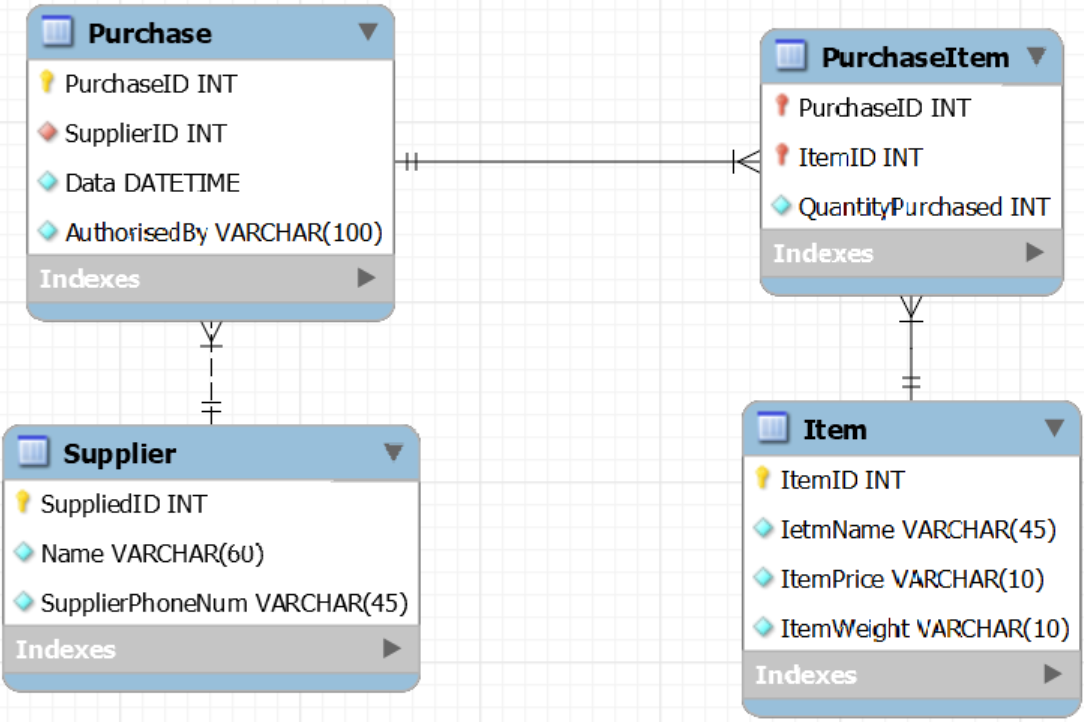 Purchase
PurchaseID INT
SupplierID INT
Data DATETIME
AuthorisedBy VARCHAR(100)
Indexes
PurchaseItem
PurchaseID INT
ItemID INT
QuantityPurchased INT
Indexes
Supplier
SuppliedID INT
Name VARCHAR(60)
SupplierPhoneNum VARCHAR(45)
Indexes
Item
ItemID INT
IetmName VARCHAR(45)
ItemPrice VARCHAR(10)
ItemWeight VARCHAR(10)
Indexes